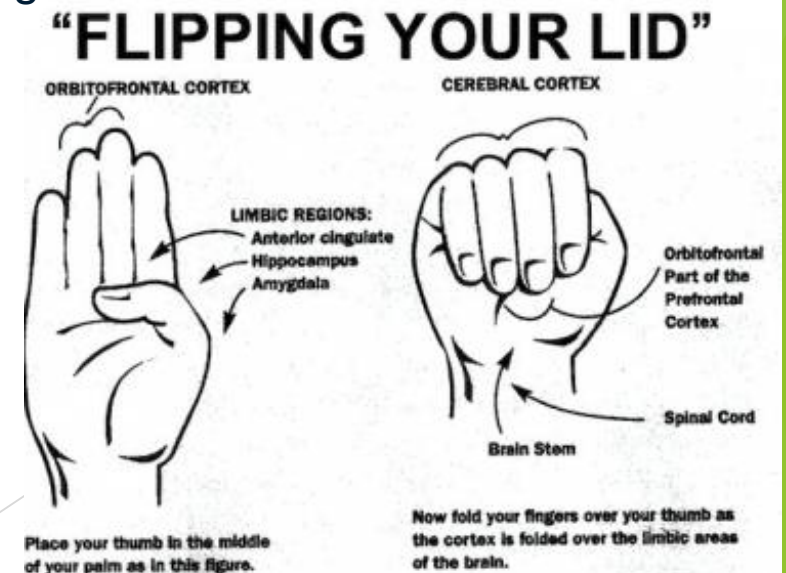 “FLIPPING YOUR LID”
ORBITOFRONTAL CORTEX
LIMBIC REGIONS:
Anterior cingulate
Hippocampus
Amygdala
Place your thumb in the middle
of your palm as in this figure.
CEREBRAL CORTEX
Orbitofrontal
Part of the
Prefrontal
Cortex
Spinal Cord
Brain Stem
Now fold your fingers over your thumb as
the cortex is folded over the limbic areas
of the brain.